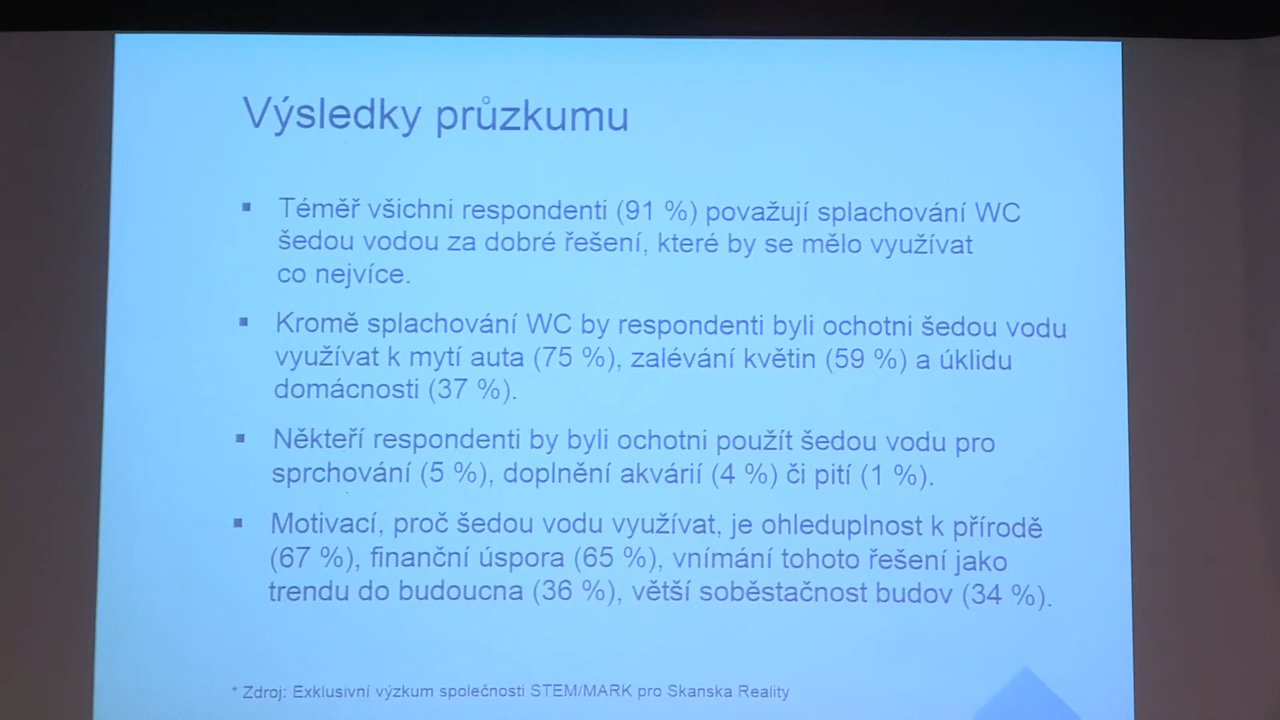 Výsledky průzkumu
▪ Téměř všichni respondenti (91 %) považují splachování WC
šedou vodou za dobré řešení, které by se mělo využívat
co nejvíce.
▪ Kromě splachování WC by respondenti byli ochotni šedou vodu
využívat k mytí auta (75 %), zalévání květin (59 %) a úklidu
domácnosti (37 %).
▪ Někteří respondenti by byli ochotni použít šedou vodu pro
sprchování (5 %), doplnění akvárií (4 %) či pití (1 %).
▪ Motivací, proč šedou vodu využívat, je ohleduplnost k přírodě
(67 %), finanční úspora (65 %), vnímání tohoto řešení jako
trendu do budoucna (36 %), větší soběstačnost budov (34 %).
* Zdroj: Exklusivní výzkum společnosti STEM/MARK pro Skanska Reality